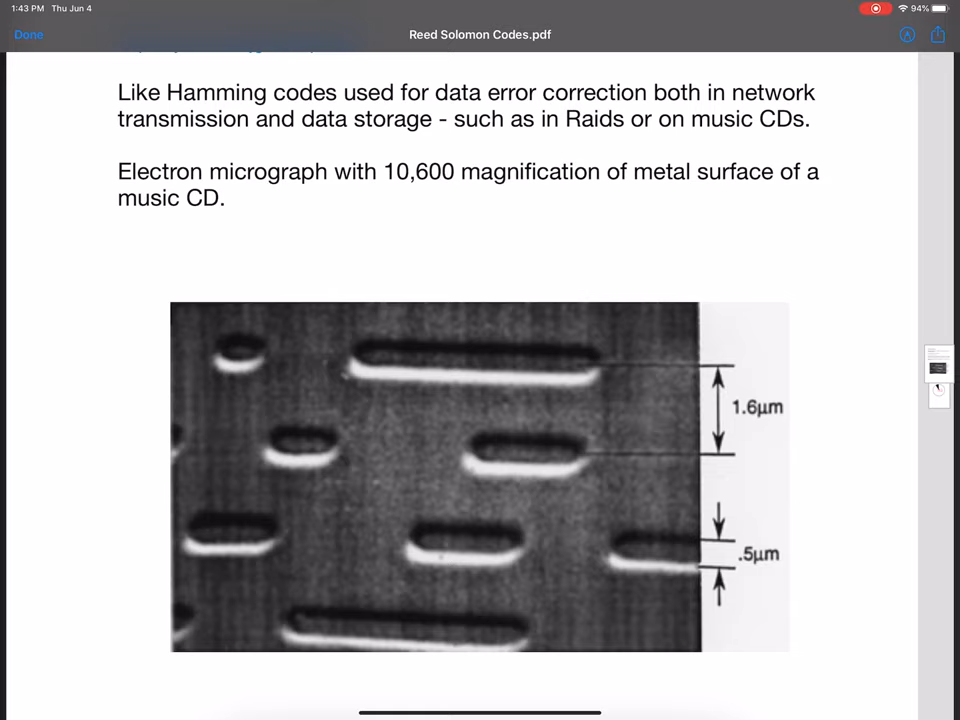 1:43 PM Thu Jun 4
94%
Done
Reed Solomon Codes.pdf
Like Hamming codes used for data error correction both in network
transmission and data storage - such as in Raids or on music CDs.
Electron micrograph with 10,600 magnification of metal surface of a
music CD.
1.6μm
.5μm